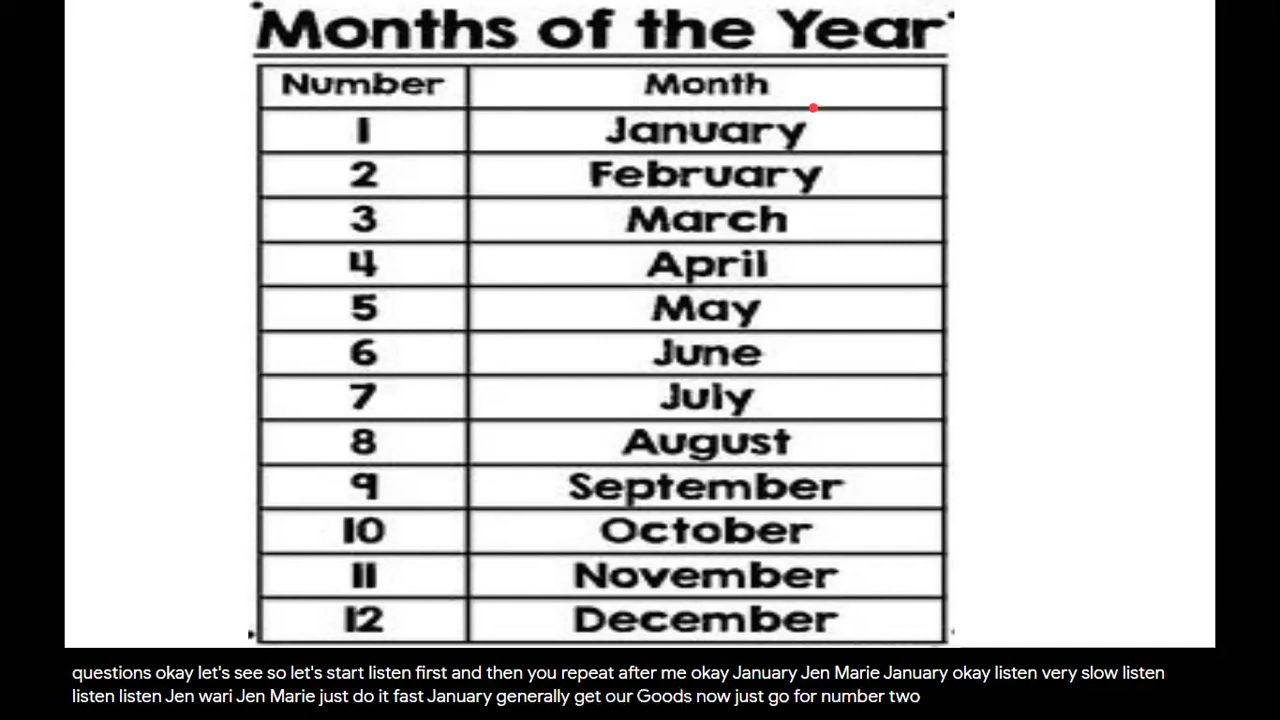 Months of the Year
Number Month
1 January
2 February
3 March
4 April
5 May
6 June
7 July
8 August
9 September
10 October
11 November
12 December
questions okay let's see so let's start listen first and then you repeat after me okay January Jen Marie January okay listen very slow listen
listen listen Jen wari Jen Marie just do it fast January generally get our Goods now just go for number two